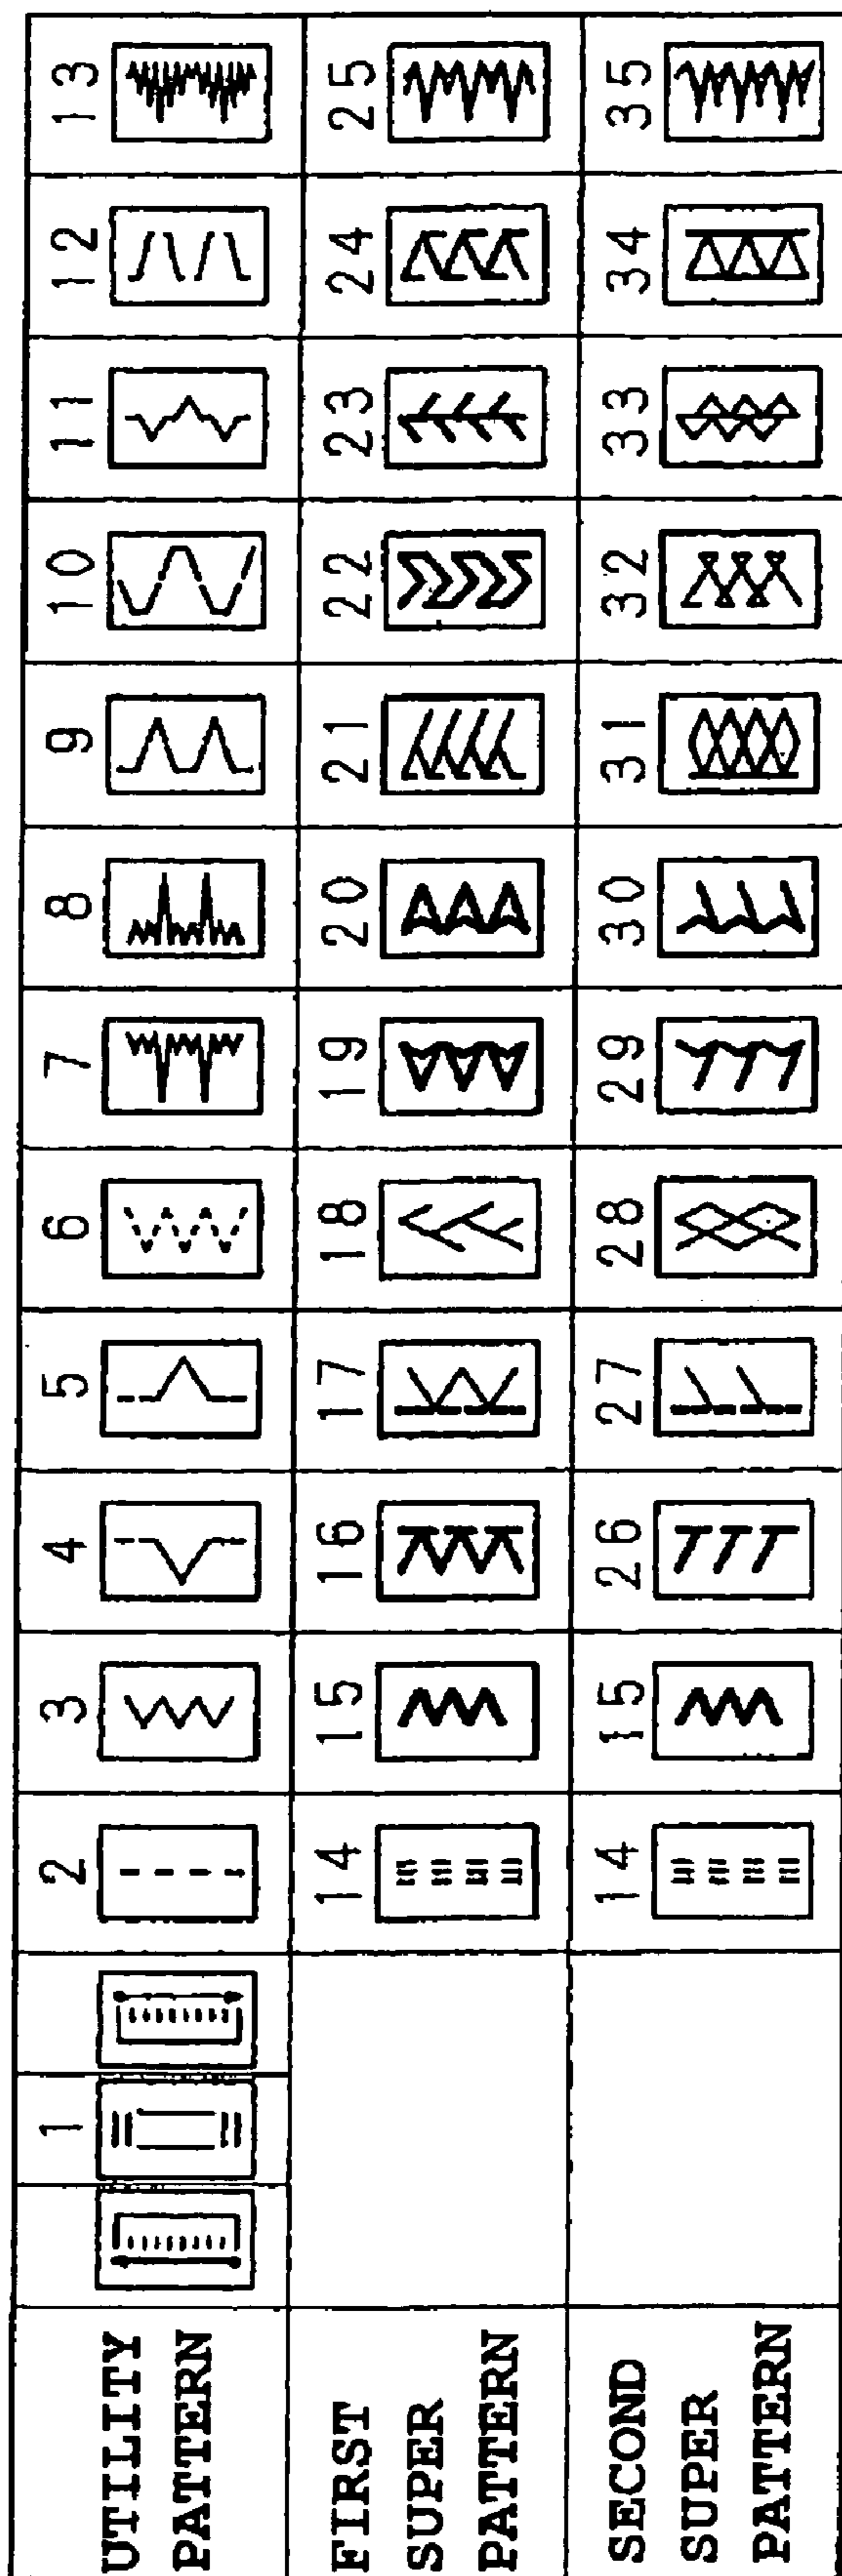 UTILITY
PATTERN
1 2 3 4 5 6 7 8 9 10 11 12 13
FIRST
SUPER
PATTERN
14 15 16 17 18 19 20 21 22 23 24 25
SECOND
SUPER
PATTERN
14 15 26 27 28 29 30 31 32 33 34 35